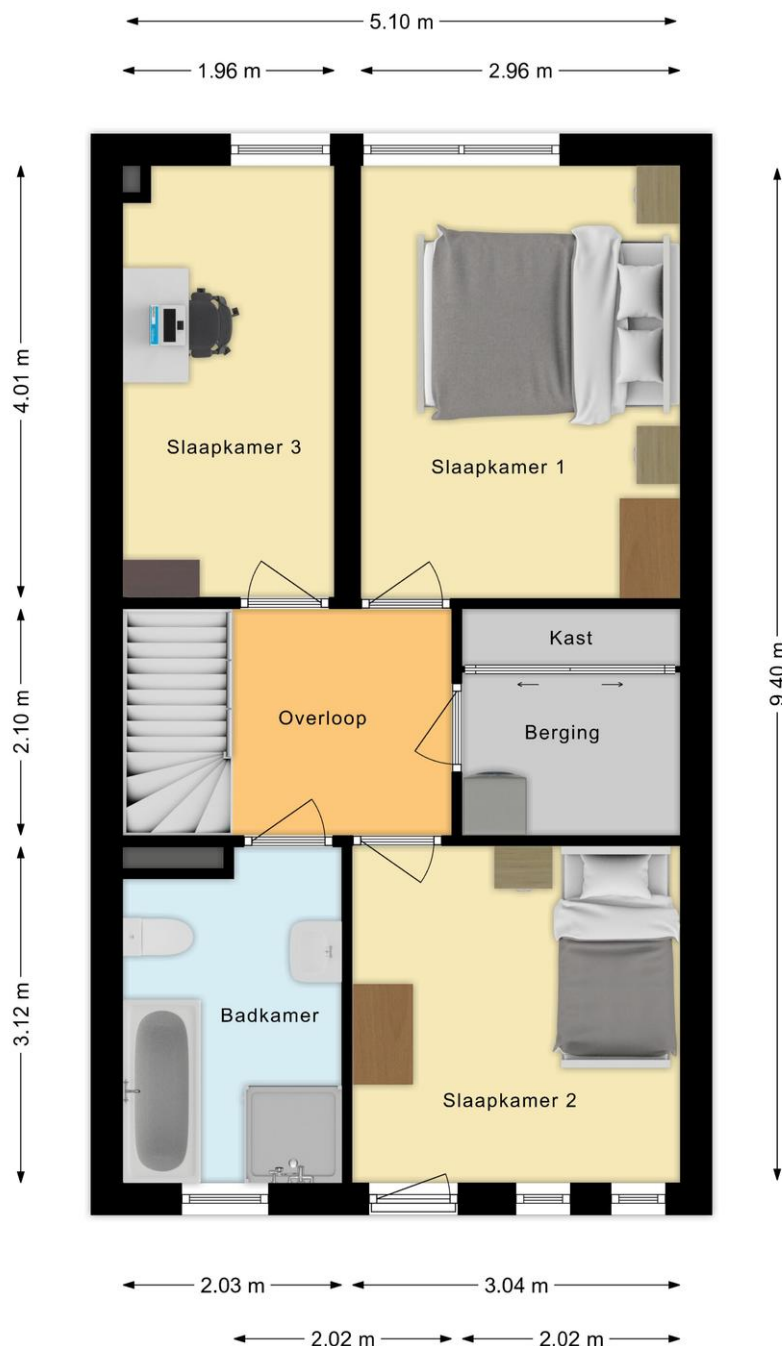 5.10 m
1.96 m
2.96 m
4.01 m
Slaapkamer 3
Slaapkamer 1
Kast
2.10 m
Overloop
Berging
9.40 m
3.12 m
Badkamer
Slaapkamer 2
2.03 m
3.04 m
2.02 m
2.02 m